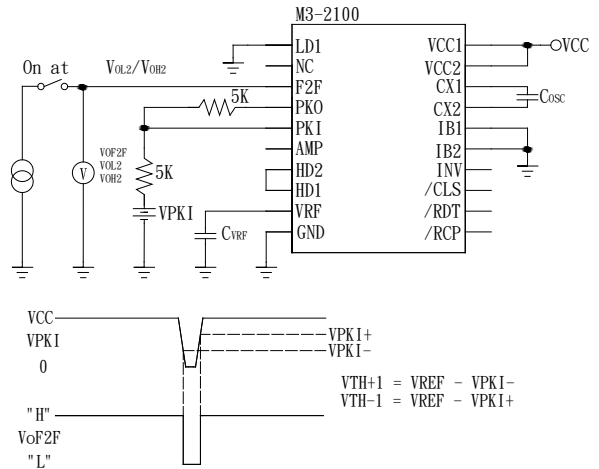 M3-2100
LD1 VCC1 VCC
NC VCC2
On at VOL2/VOH2
F2F CX1
5K PKO CX2 COSC
PKI IB1
AMP IB2
V VOF2F
VOL2
VOH2
5K HD2 INV
HD1 /CLS
VPKI VRF /RDT
CVRF GND /RCP
VCC
VPKI
0
VPKI+
VPKI-
VTH+1 = VREF - VPKI-
VTH-1 = VREF - VPKI+
"H"
VoF2F
"L"